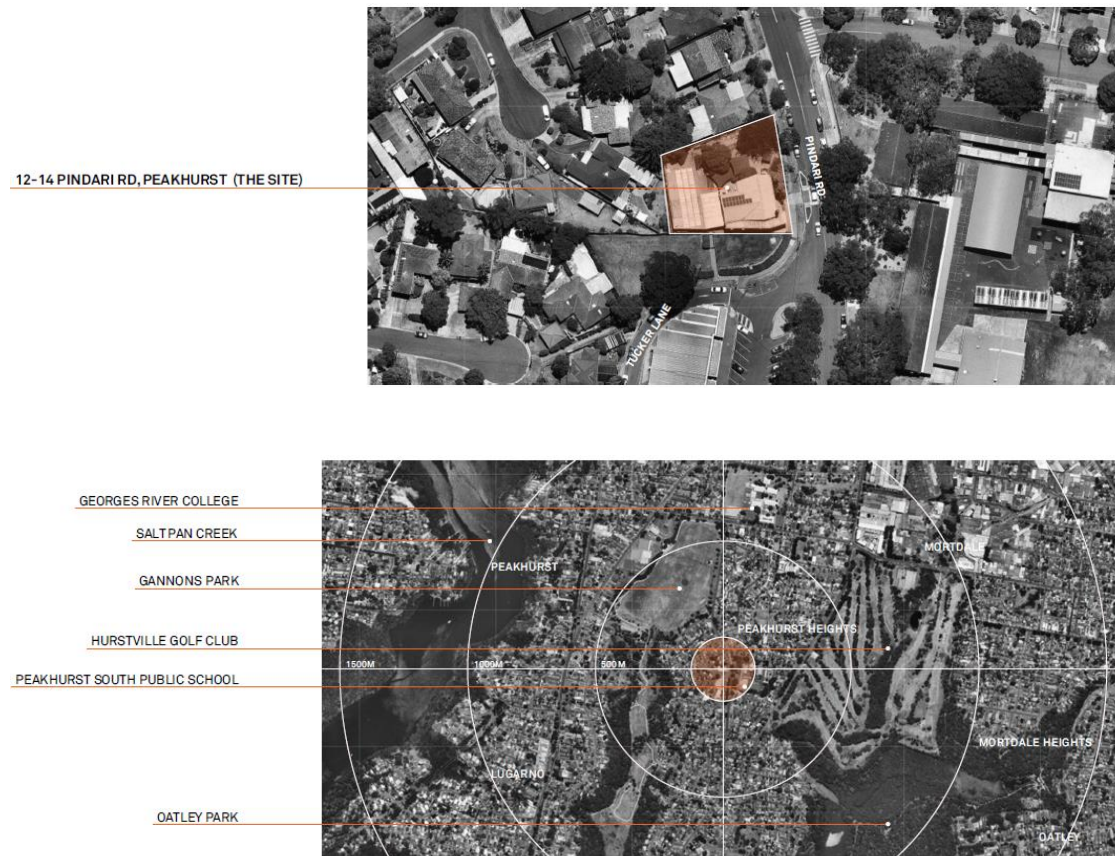 12-14 PINDARI RD, PEAKHURST (THE SITE)
PINDARI RD.
TUCKER LANE
GEORGES RIVER COLLEGE
SALTPAN CREEK
MORTDALE
PEAKHURST
GANNONS PARK
PEAKHURST HEIGHTS
HURSTVILLE GOLF CLUB
1500M
1000M
500M
PEAKHURST SOUTH PUBLIC SCHOOL
MORTDALE HEIGHTS
LUGARNO
OATLEY PARK
OATLEY